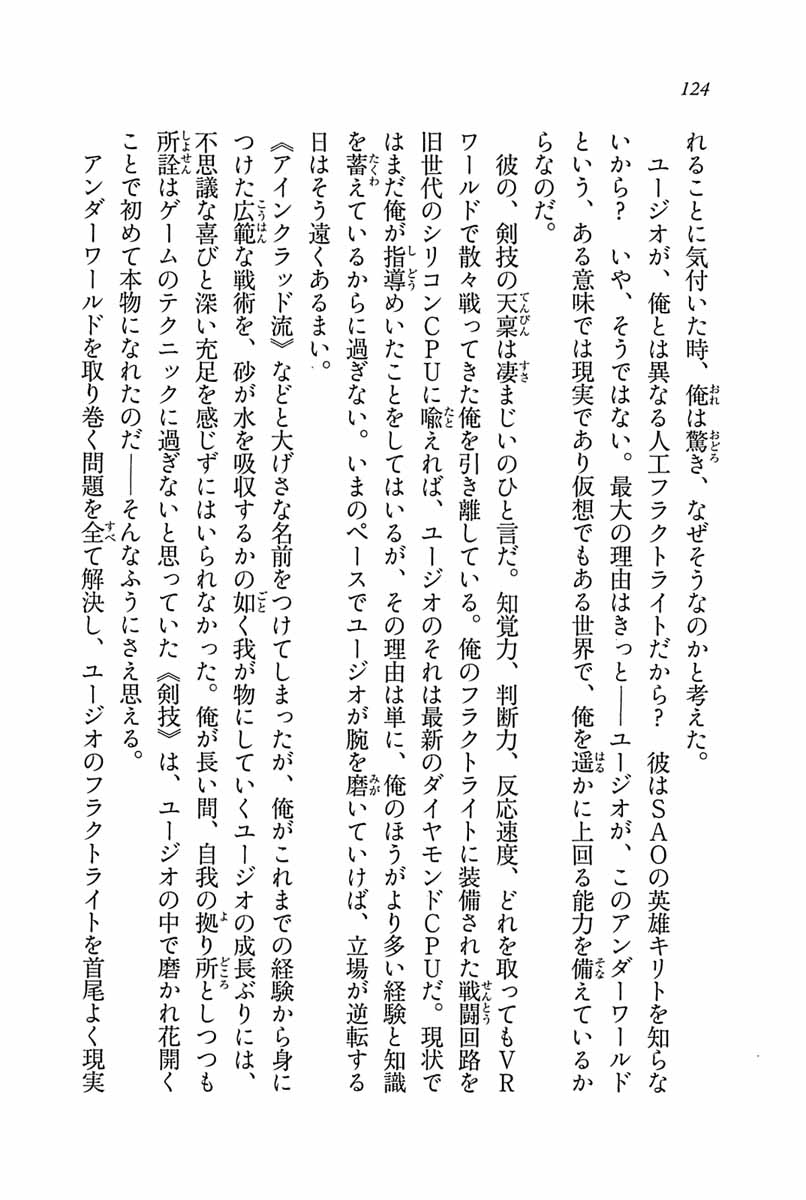 124
れることに気付いた時、俺は驚き、なぜそうなのかと考えた。
ユージオが、俺とは異なる人工フラクトライトだから？　彼はSAOの英雄キリトを知らな
いから？　いや、そうではない。最大の理由はきっと――ユージオが、このアンダーワールド
という、ある意味では現実であり仮想でもある世界で、俺を遥かに上回る能力を備えているか
らなのだ。
彼の、剣技の天稟は凄まじいのひと言だ。知覚力、判断力、反応速度、どれを取ってもVR
ワールドで散々戦ってきた俺を引き離している。俺のフラクトライトに装備された戦闘回路を
旧世代のシリコンCPUに喩えれば、ユージオのそれは最新のダイヤモンドCPUだ。現状で
はまだ俺が指導めいたことをしてはいるが、その理由は単に、俺のほうがより多い経験と知識
を蓄えているからに過ぎない。いまのペースでユージオが腕を磨いていけば、立場が逆転する
日はそう遠くあるまい。
《アインクラッド流》などと大げさな名前をつけてしまったが、俺がこれまでの経験から身に
つけた広範な戦術を、砂が水を吸収するかの如く我が物にしていくユージオの成長ぶりには、
不思議な喜びと深い充足を感じずにはいられなかった。俺が長い間、自我の拠り所としつつも
所詮はゲームのテクニックに過ぎないと思っていた《剣技》は、ユージオの中で磨かれ花開く
ことで初めて本物になれたのだ――そんなふうにさえ思える。
アンダーワールドを取り巻く問題を全て解決し、ユージオのフラクトライトを首尾よく現実